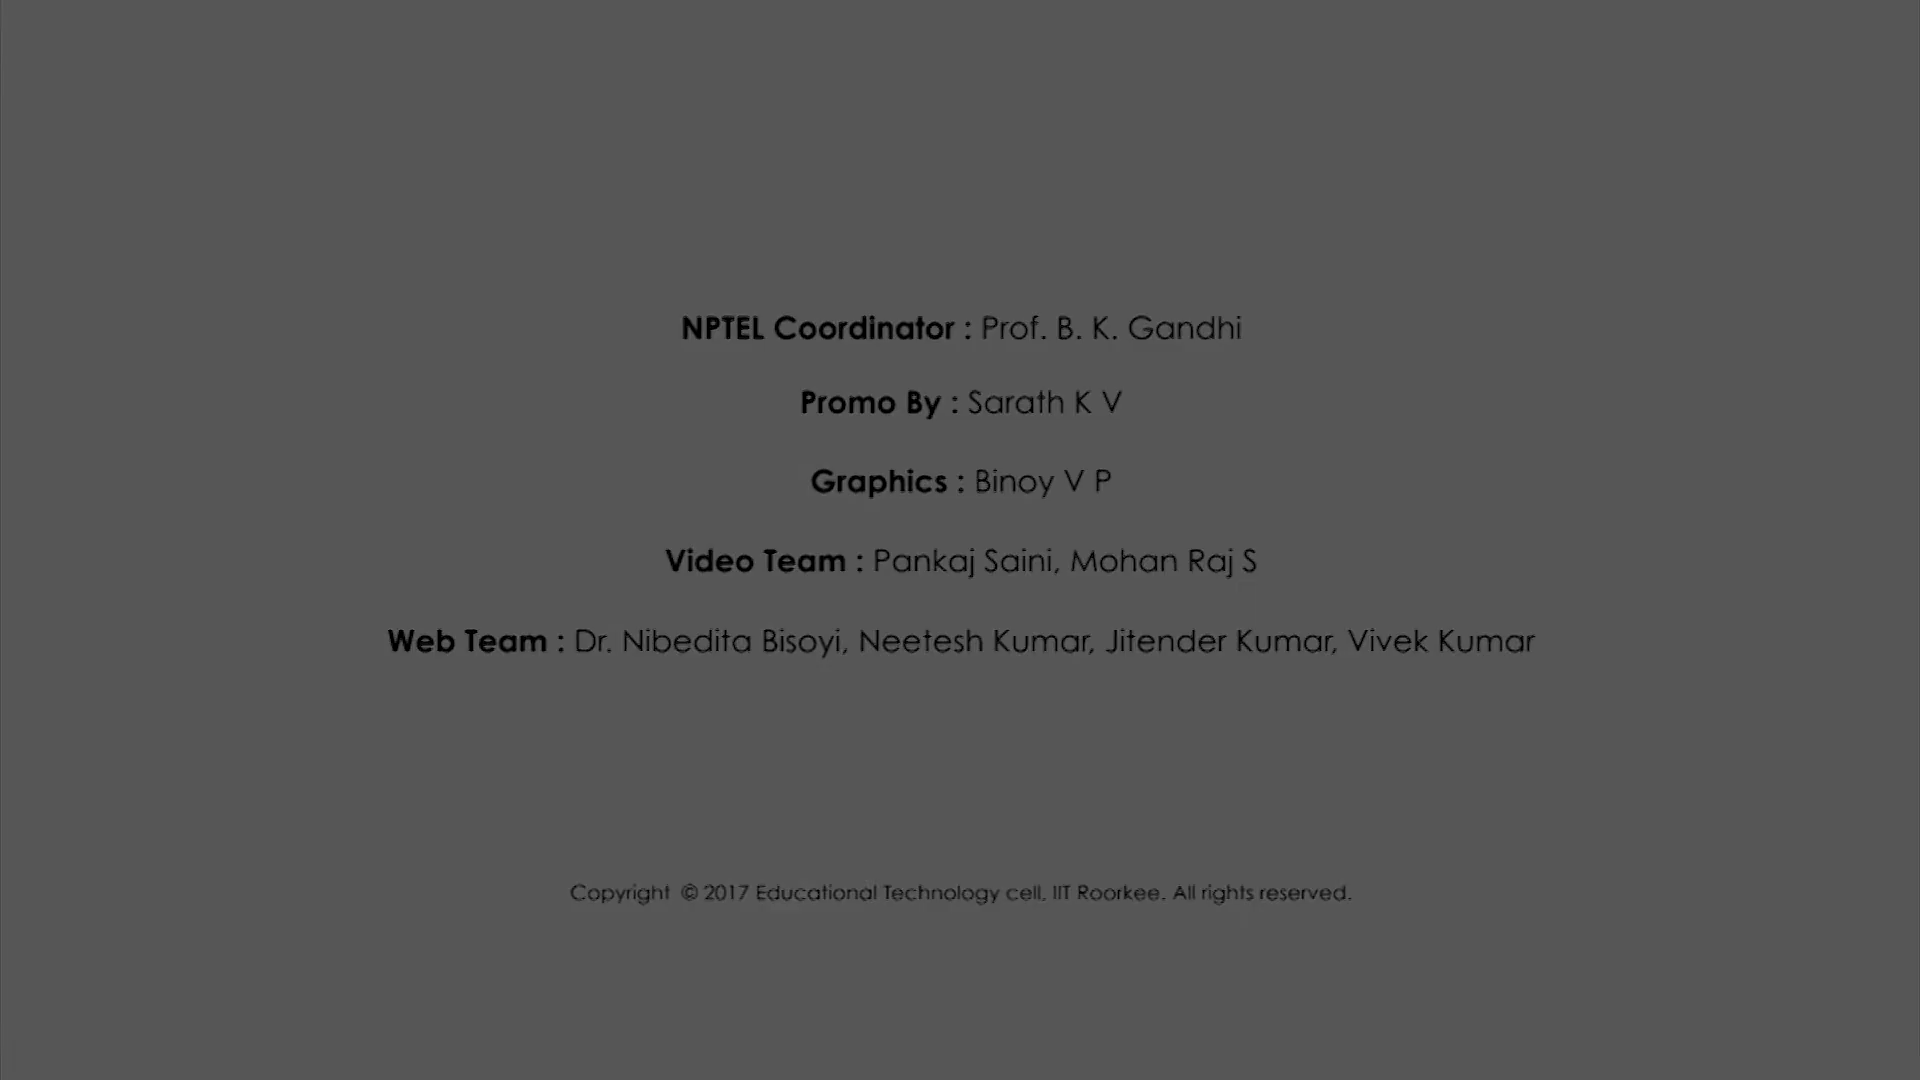 NPTEL Coordinator : Prof. B. K. Gandhi
Promo By : Sarath K V
Graphics : Binoy V P
Video Team : Pankaj Saini, Mohan Raj S
Web Team : Dr. Nibedita Bisoyi, Neetesh Kumar, Jitender Kumar, Vivek Kumar
Copyright © 2017 Educational Technology cell, IIT Roorkee. All rights reserved.